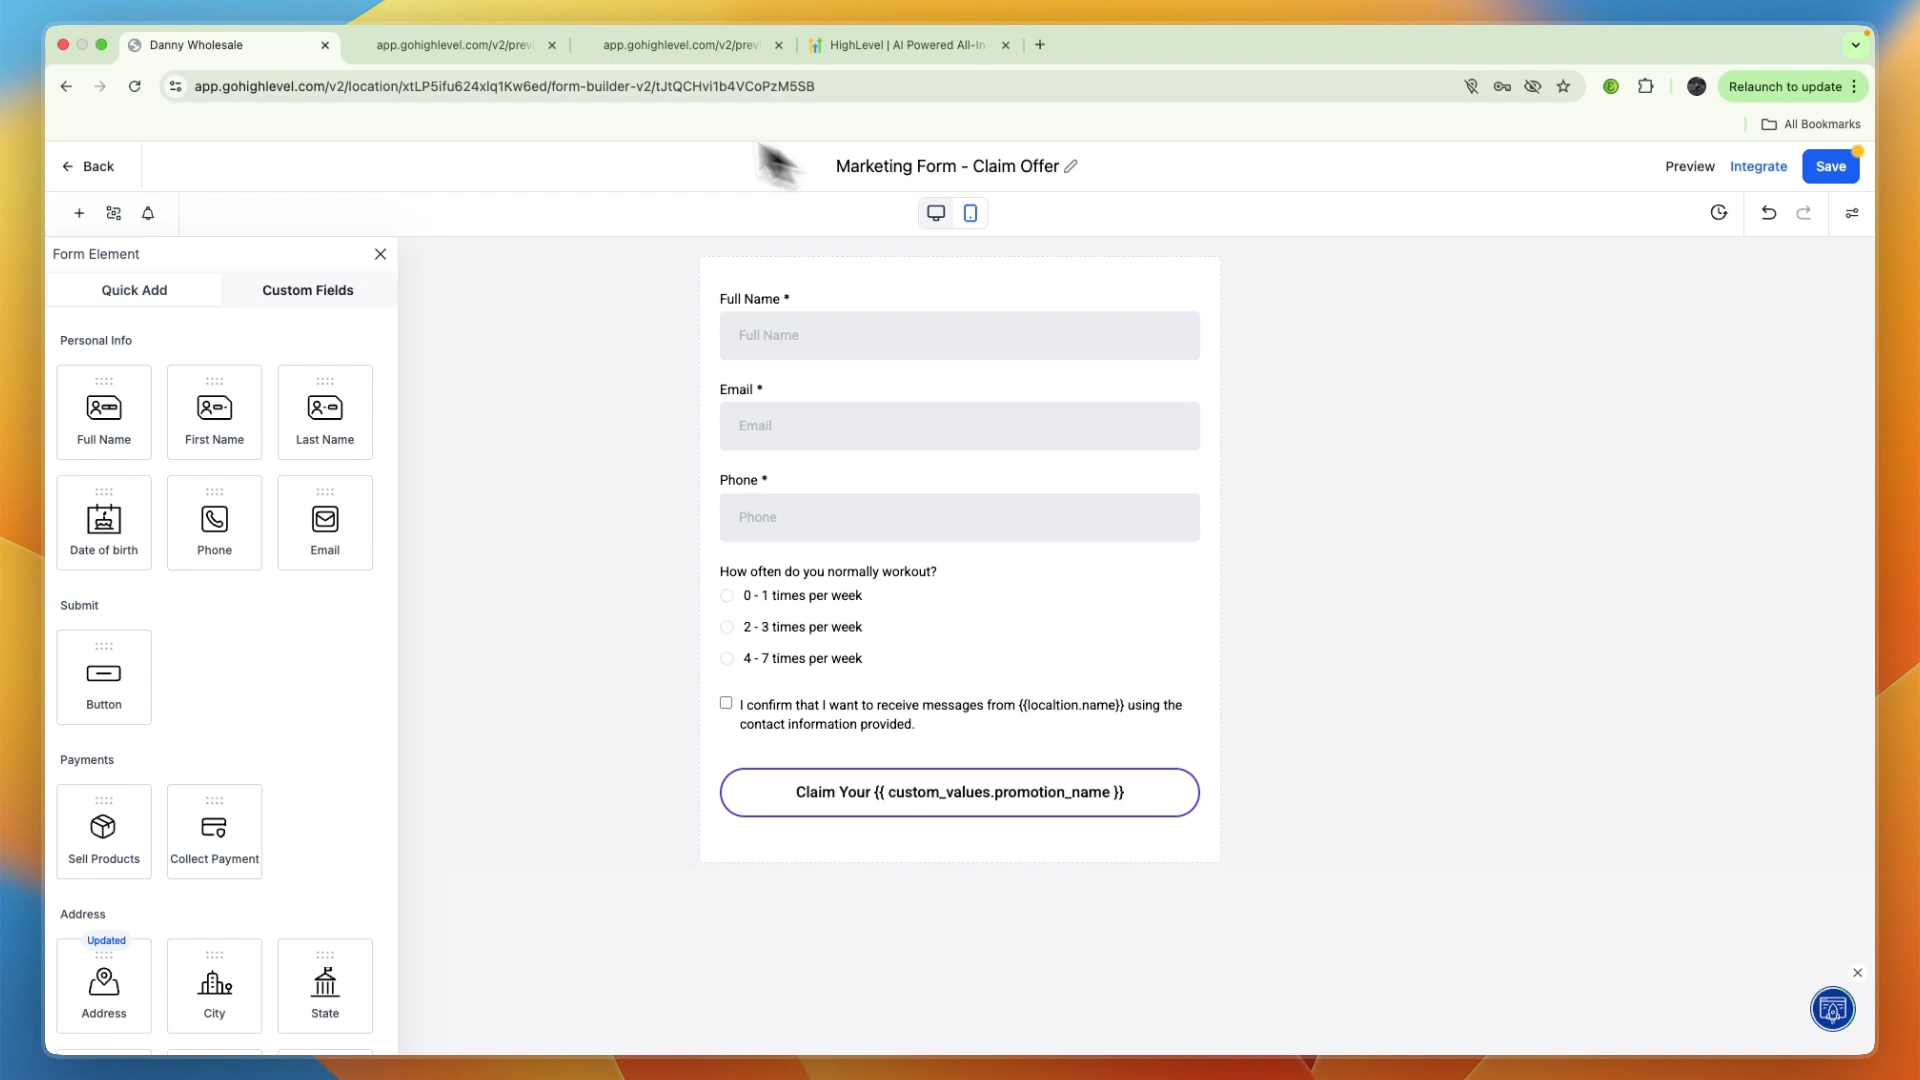 Danny Wholesale
app.gohighlevel.com/v2/previ
app.gohighlevel.com/v2/previ
HighLevel | AI Powered All-In-
app.gohighlevel.com/v2/location/xtLP5ifu624xlq1Kw6ed/form-builder-v2/tJtQCHvi1b4VCoPzM5SB
Relaunch to update
All Bookmarks
Back
Marketing Form - Claim Offer
Preview
Integrate
Save
Form Element
Quick Add
Custom Fields
Personal Info
Full Name
First Name
Last Name
Date of birth
Phone
Email
Submit
Button
Payments
Sell Products
Collect Payment
Address
Updated
Address
City
State
Full Name *
Full Name
Email *
Email
Phone *
Phone
How often do you normally workout?
0 - 1 times per week
2 - 3 times per week
4 - 7 times per week
I confirm that I want to receive messages from {{localtion.name}} using the
contact information provided.
Claim Your {{ custom_values.promotion_name }}